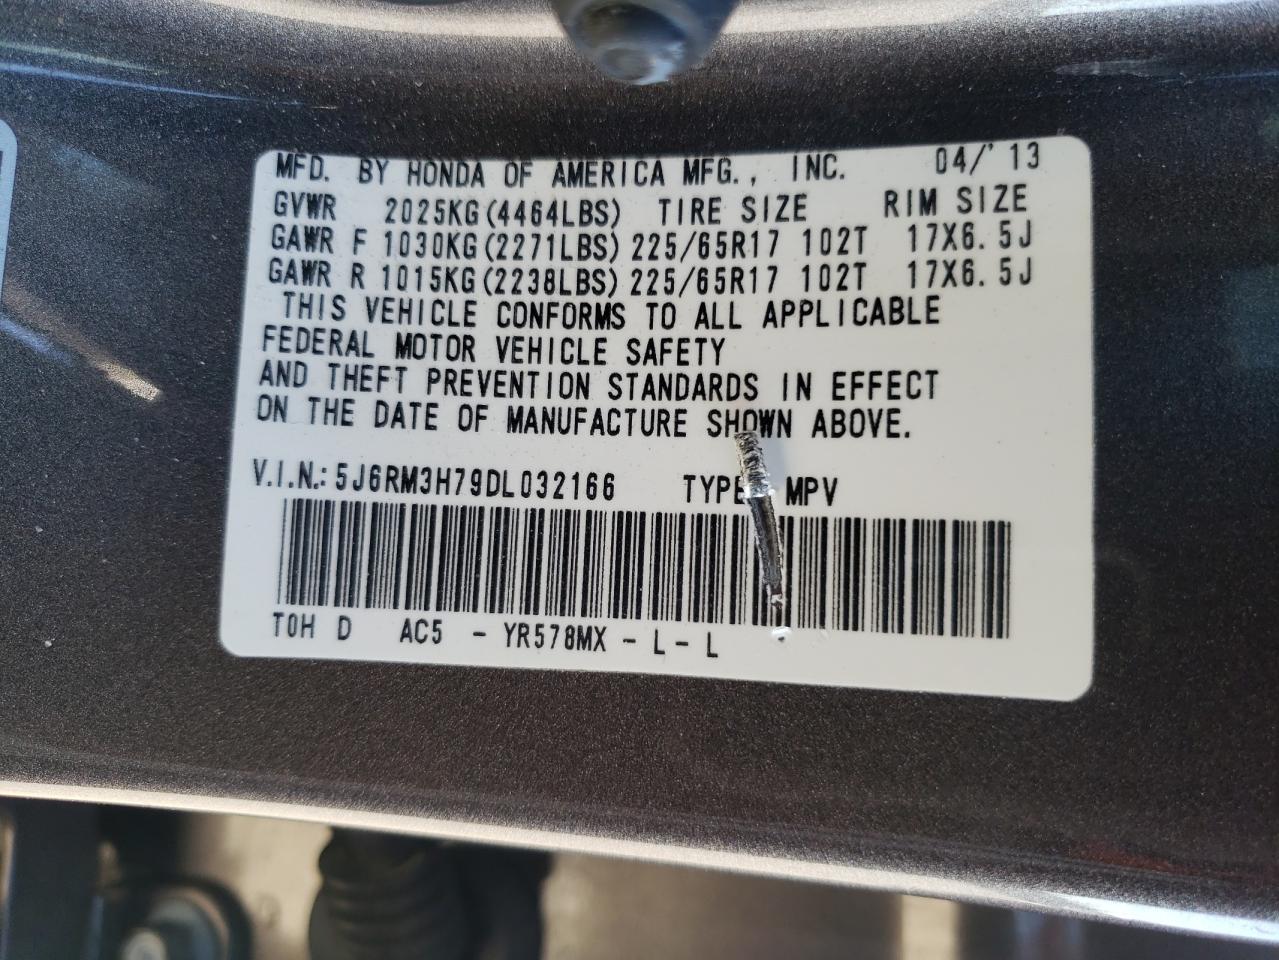 MFD. BY HONDA OF AMERICA MFG., INC. 04/'13
GVWR 2025KG(4464LBS) TIRE SIZE RIM SIZE
GAWR F 1030KG(2271LBS) 225/65R17 102T 17X6.5J
GAWR R 1015KG(2238LBS) 225/65R17 102T 17X6.5J
THIS VEHICLE CONFORMS TO ALL APPLICABLE
FEDERAL MOTOR VEHICLE SAFETY
AND THEFT PREVENTION STANDARDS IN EFFECT
ON THE DATE OF MANUFACTURE SHOWN ABOVE.
V.I.N.: 5J6RM3H79DL032166 TYPE MPV
T0H D AC5 - YR578MX - L - L